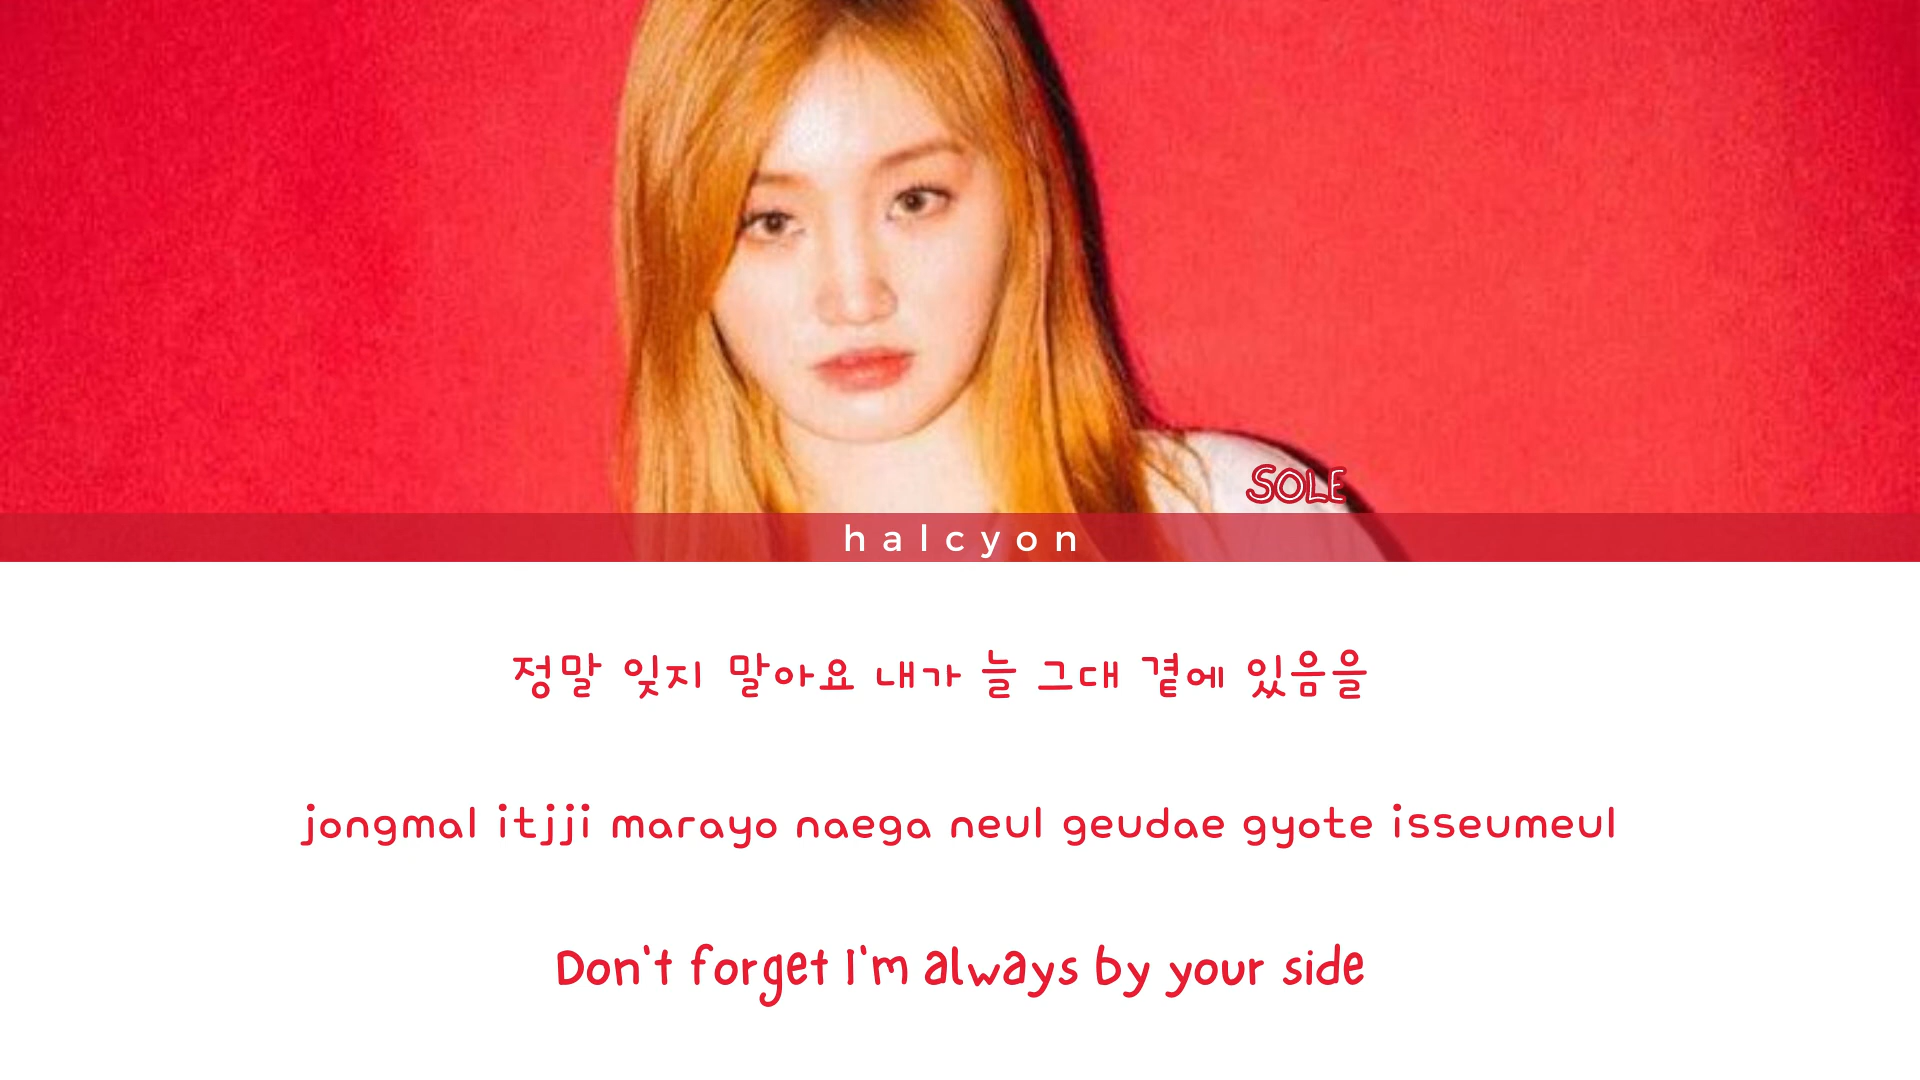 SOLE
halcyon
정말 잊지 말아요 내가 늘 그대 곁에 있음을
jongmal itjji marayo naega neul geudae gyote isseumeul
Don't forget I'm always by your side